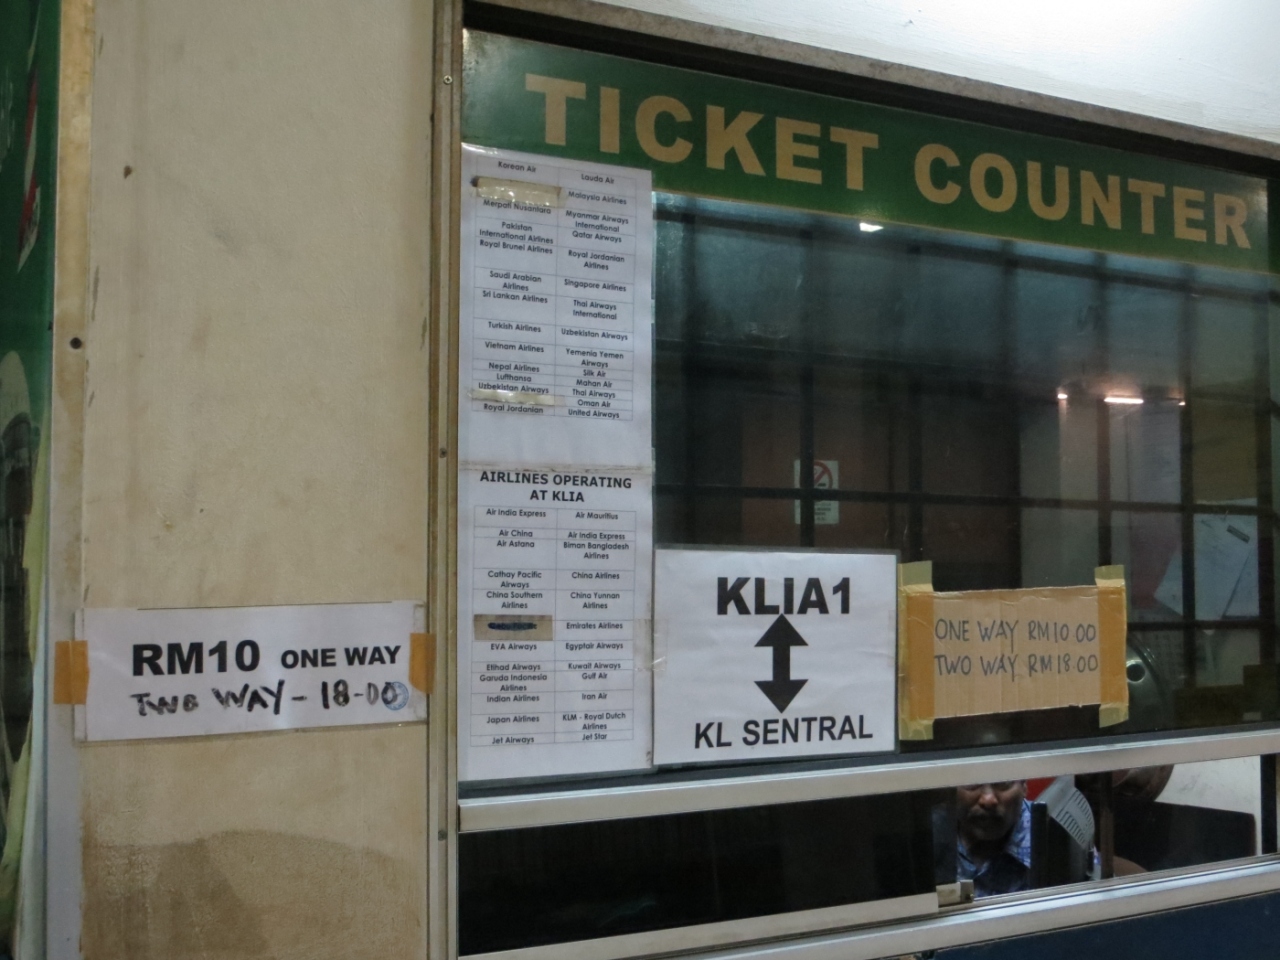 TICKET COUNTER
Korean Air
Lauda Air
Malaysia Airlines
Merpati Nusantara
Myanmar Airways
International
Pakistan
International Airlines
Qatar Airways
Royal Brunei Airlines
Royal Jordanian
Airlines
Saudi Arabian
Airlines
Singapore Airlines
Sri Lankan Airlines
Thai Airways
International
Turkish Airlines
Uzbekistan Airways
Vietnam Airlines
Yemenia Yemen
Airways
Nepal Airlines
Silk Air
Lufthansa
Mahan Air
Uzbekistan Airways
Thai Airways
Oman Air
Royal Jordanian
United Airways
AIRLINES OPERATING
AT KLIA
Air India Express
Air Mauritius
Air China
Air India Express
Air Astana
Biman Bangladesh
Airlines
Cathay Pacific
Airways
China Airlines
China Southern
Airlines
China Yunnan
Airlines
Emirates Airlines
EVA Airways
Egyptair Airways
Etihad Airways
Kuwait Airways
Garuda Indonesia
Airlines
Gulf Air
Indian Airlines
Iran Air
Japan Airlines
KLM - Royal Dutch
Airlines
Jet Airways
Jet Star
RM10 ONE WAY
TWO WAY - 18-00
KLIA1
KL SENTRAL
ONE WAY RM10.00
TWO WAY RM18.00